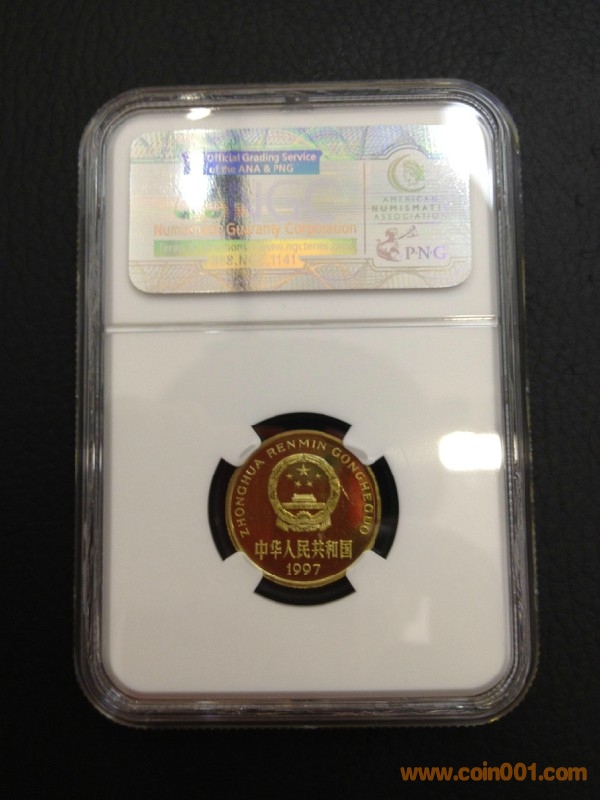 Official Grading Service
of the ANA & PNG
NGC
Numismatic Guaranty Corporation
AMERICAN
NUMISMATIC
ASSOCIATION
PNG
ZHONGHUA RENMIN GONGHEGUO
中华人民共和国
1997
www.coin001.com